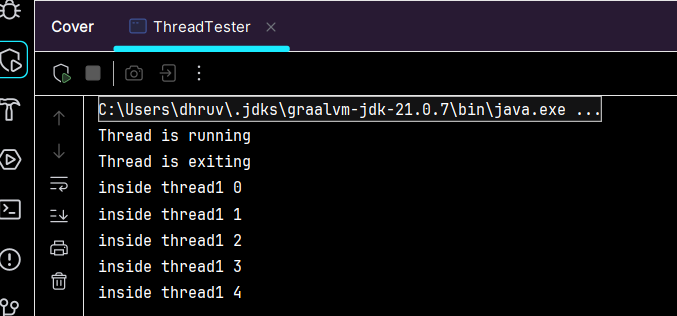 Cover
ThreadTester
C:\Users\dhruv\.jdks\graalvm-jdk-21.0.7\bin\java.exe ...
Thread is running
Thread is exiting
inside thread1 0
inside thread1 1
inside thread1 2
inside thread1 3
inside thread1 4